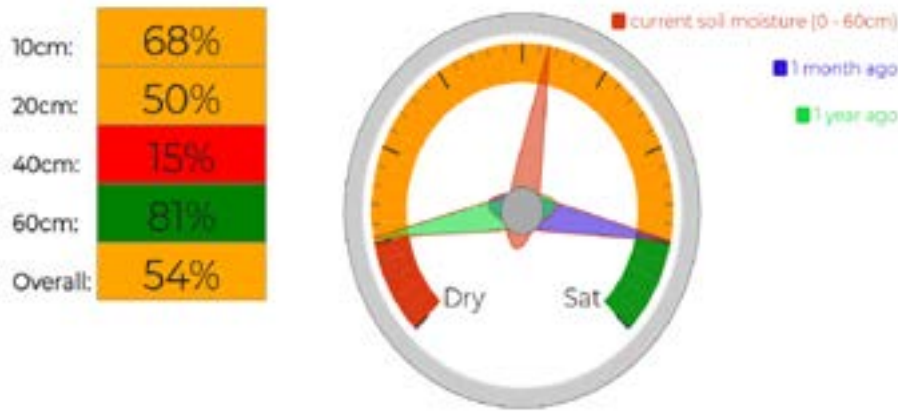 10cm: 68%
20cm: 50%
40cm: 15%
60cm: 81%
Overall: 54%
current soil moisture (0 - 60cm)
1 month ago
1 year ago
Dry
Sat